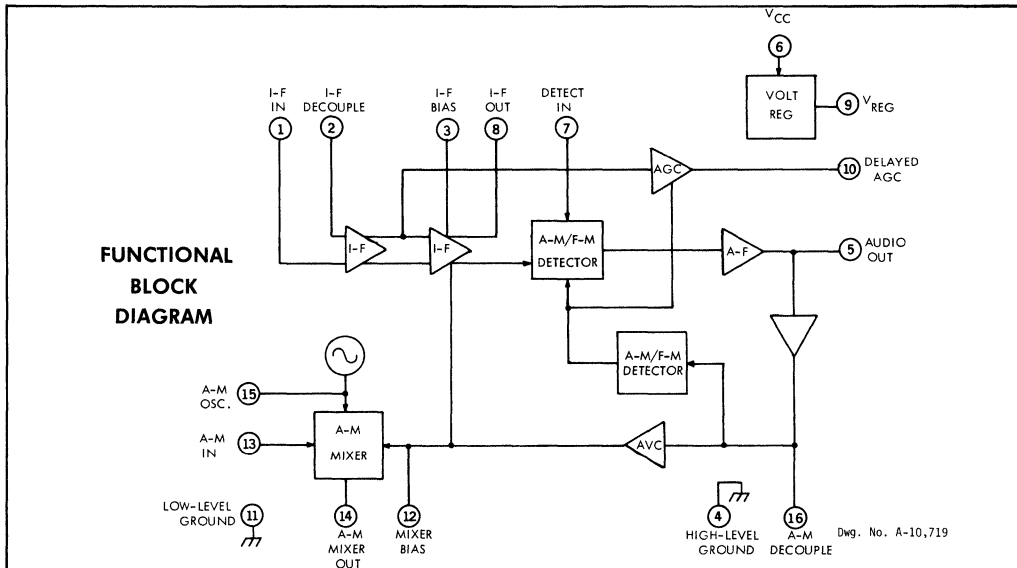 V_CC
6
VOLT
REG
9 V_REG
I-F
IN
1
I-F
DECOUPLE
2
I-F
BIAS
3
I-F
OUT
8
DETECT
IN
7
AGC
10 DELAYED
AGC
FUNCTIONAL
BLOCK
DIAGRAM
I-F
I-F
A-M/F-M
DETECTOR
A-F
5 AUDIO
OUT
A-M/F-M
DETECTOR
A-M
OSC. 15
A-M
IN 13
A-M
MIXER
AVC
LOW-LEVEL
GROUND 11
14
A-M
MIXER
OUT
12
MIXER
BIAS
4
HIGH-LEVEL
GROUND
16
A-M
DECOUPLE
Dwg. No. A-10,719